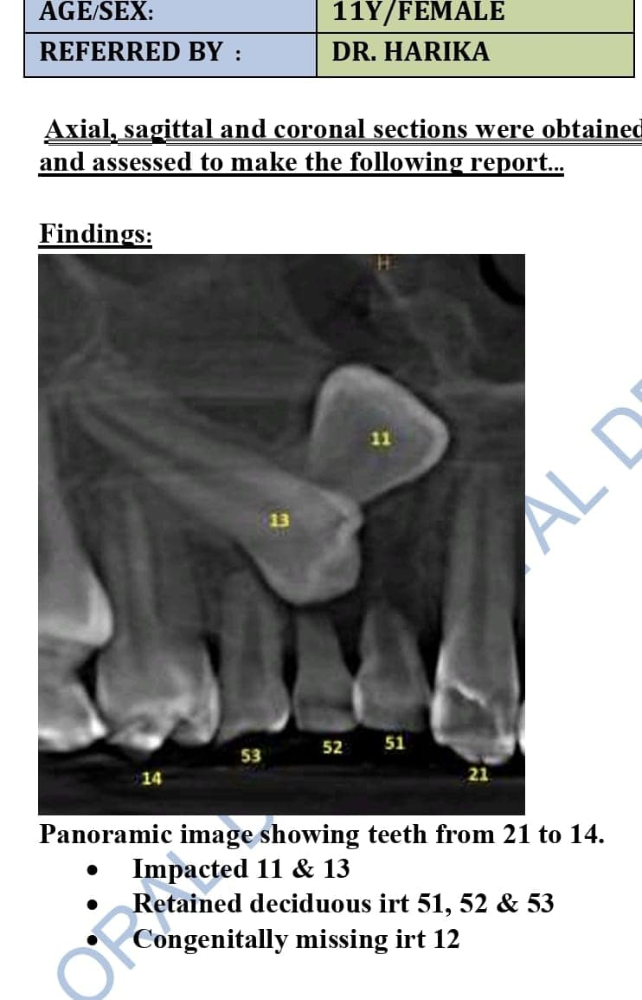 AGE/SEX: 11Y/FEMALE
REFERRED BY : DR. HARIKA
Axial, sagittal and coronal sections were obtained
and assessed to make the following report...
Findings:
H
11
13
53 52 51
14 21
AL D
Panoramic image showing teeth from 21 to 14.
• Impacted 11 & 13
• Retained deciduous irt 51, 52 & 53
• Congenitally missing irt 12
ORAL D